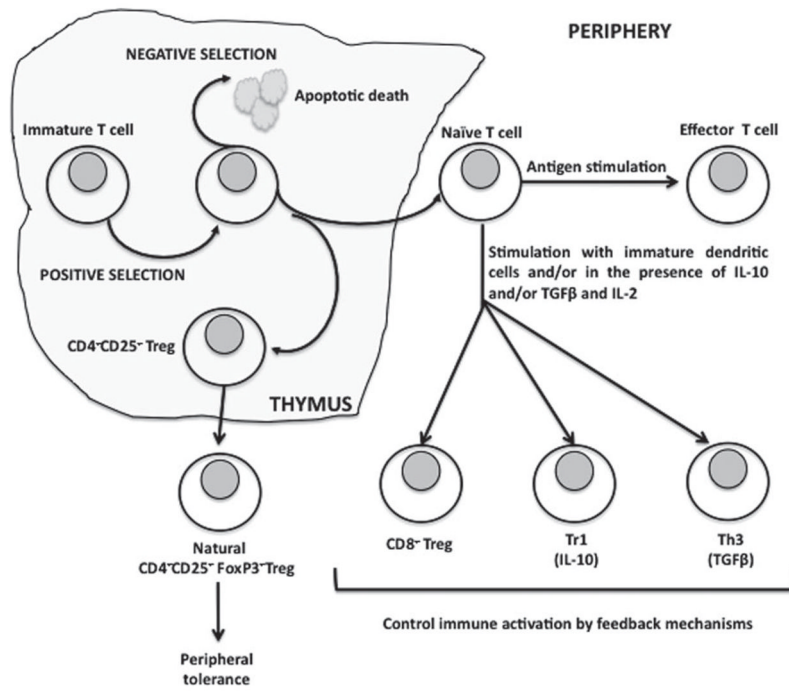 PERIPHERY
NEGATIVE SELECTION
Apoptotic death
Immature T cell
Naïve T cell
Effector T cell
Antigen stimulation
POSITIVE SELECTION
Stimulation with immature dendritic
cells and/or in the presence of IL-10
and/or TGFβ and IL-2
CD4⁻CD25⁻ Treg
THYMUS
CD8⁻ Treg
Tr1
(IL-10)
Th3
(TGFβ)
Natural
CD4⁻CD25⁻ FoxP3⁻Treg
Control immune activation by feedback mechanisms
Peripheral
tolerance